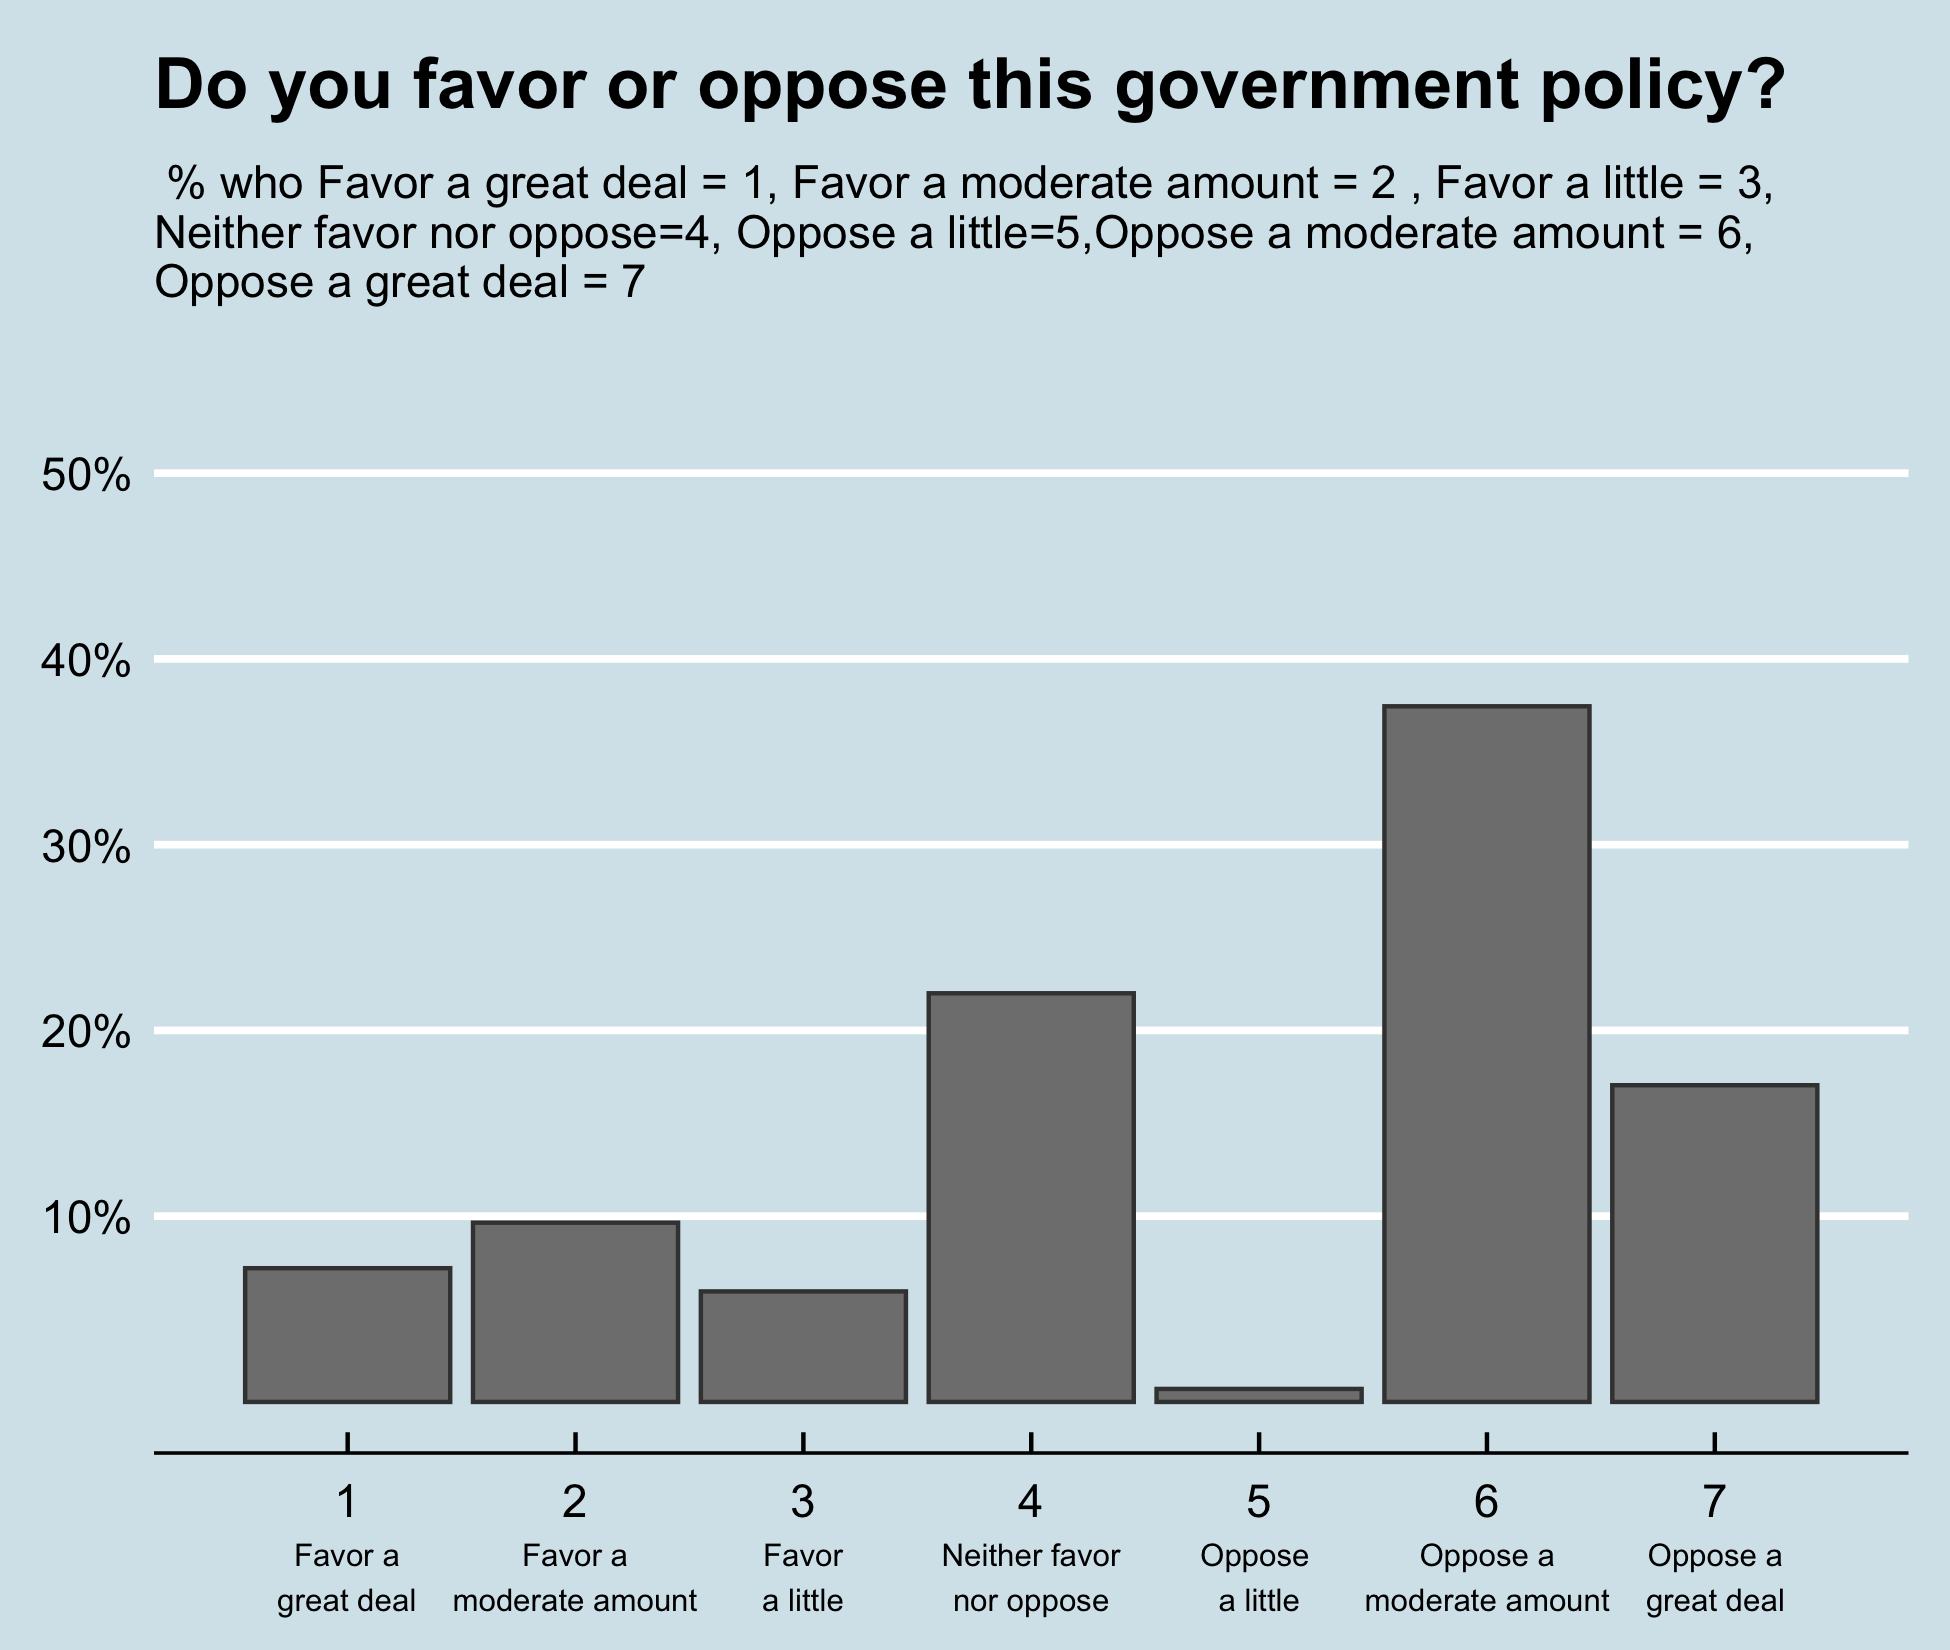 Do you favor or oppose this government policy?
% who Favor a great deal = 1, Favor a moderate amount = 2 , Favor a little = 3,
Neither favor nor oppose=4, Oppose a little=5,Oppose a moderate amount = 6,
Oppose a great deal = 7
50%
40%
30%
20%
10%
1 2 3 4 5 6 7
Favor a Favor a Favor Neither favor Oppose Oppose a Oppose a
great deal moderate amount a little nor oppose a little moderate amount great deal